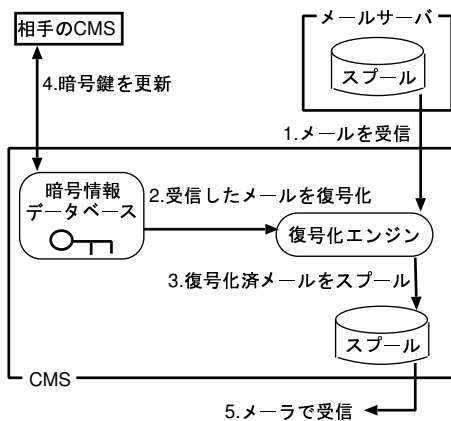 相手のCMS
メールサーバ
スプール
4.暗号鍵を更新
1.メールを受信
暗号情報
データベース
2.受信したメールを復号化
復号化エンジン
3.復号化済メールをスプール
スプール
CMS
5.メーラで受信